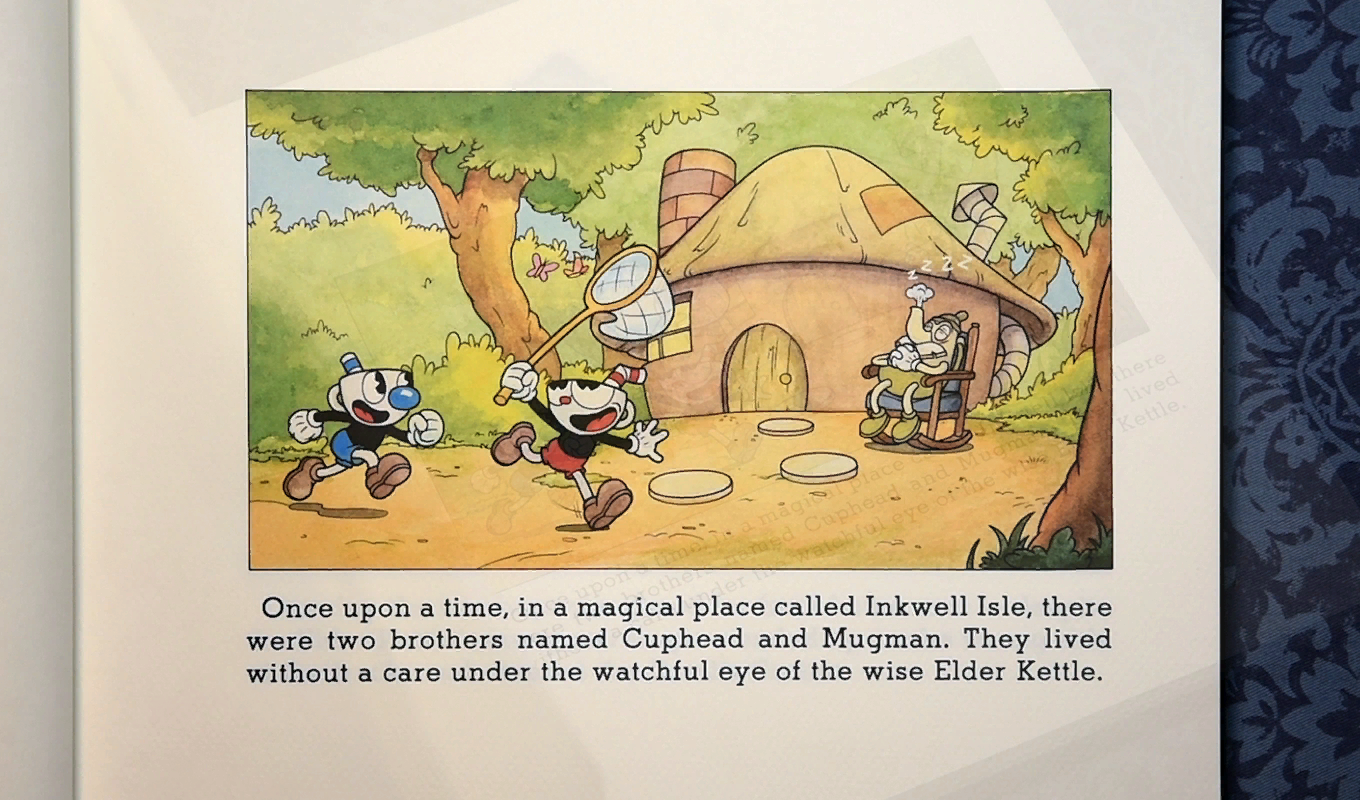 z z z z
Once upon a time, in a magical place called Inkwell Isle, there
were two brothers named Cuphead and Mugman. They lived
without a care under the watchful eye of the wise Elder Kettle.